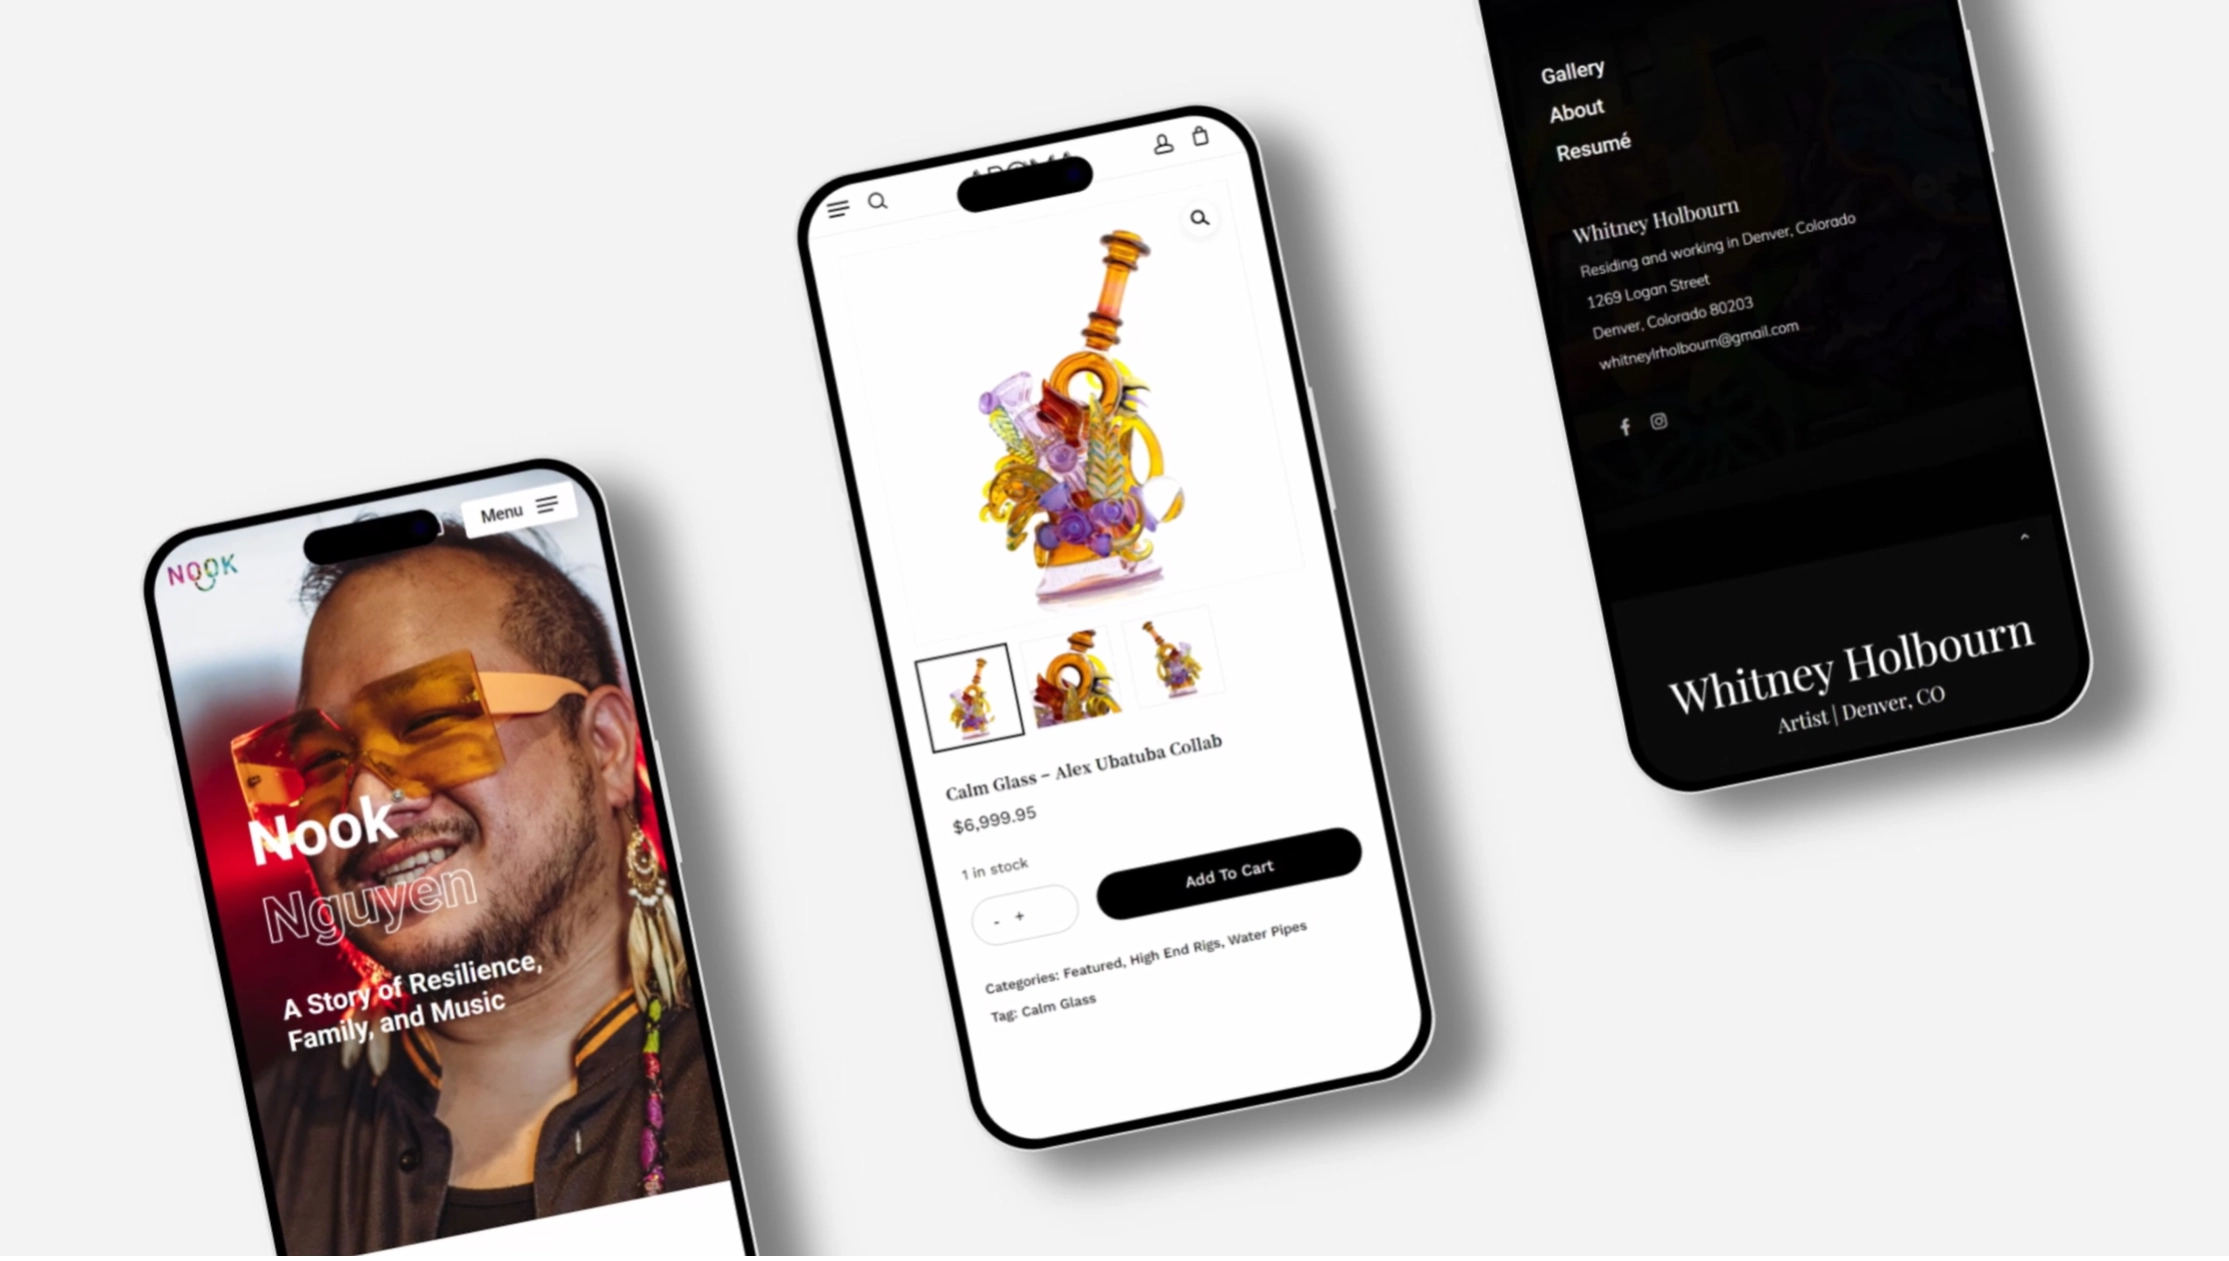 NOOK
Menu
Nook
Nguyen
A Story of Resilience,
Family, and Music
Calm Glass – Alex Ubatuba Collab
$6,999.95
1 in stock
- +
Add To Cart
Categories: Featured, High End Rigs, Water Pipes
Tag: Calm Glass
Gallery
About
Resumé
Whitney Holbourn
Residing and working in Denver, Colorado
1269 Logan Street
Denver, Colorado 80203
whitneylrholbourn@gmail.com
Whitney Holbourn
Artist | Denver, CO